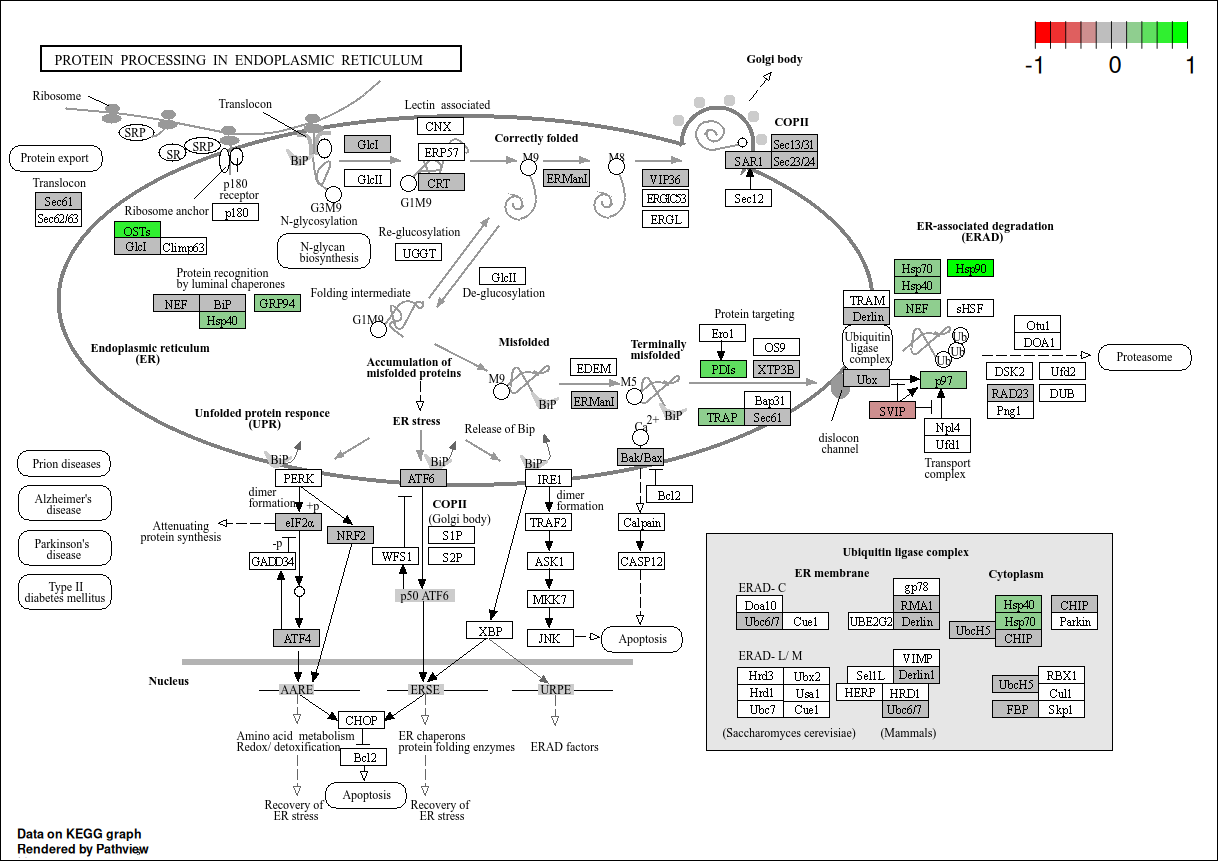 PROTEIN PROCESSING IN ENDOPLASMIC RETICULUM
-1 0 1
Golgi body
Ribosome
Translocon
Lectin associated
COPII
SRP
SR
SRP
CNX
Correctly folded
Protein export
BiP
GlcI
ERP57
M9
M8
Sec13/31
SAR1
Sec23/24
Translocon
p180
receptor
GlcII
CRT
ERManI
VIP36
Sec61
Sec62/63
Ribosome anchor
p180
G3M9
G1M9
ERGIC53
Sec12
N-glycosylation
ERGL
OSTs
GlcI
Climp63
N-glycan
biosynthesis
Re-glucosylation
UGGT
ER-associated degradation
(ERAD)
Protein recognition
by luminal chaperones
GlcII
De-glucosylation
Hsp70
Hsp90
Hsp40
NEF
BiP
GRP94
Hsp40
Folding intermediate
G1M9
TRAM
Derlin
NEF
sHSF
Protein targeting
Endoplasmic reticulum
(ER)
Accumulation of
misfolded proteins
Misfolded
Terminally
misfolded
Ero1
OS9
Ubiquitin
ligase
complex
Ub
Ub
Ub
Otu1
DOA1
Proteasome
M9
EDEM
M5
PDIs
XTP3B
Ubx
p97
DSK2
Ufd2
BiP
ERManI
BiP
Bap31
RAD23
DUB
Unfolded protein responce
(UPR)
ER stress
Release of Bip
Ca2+
TRAP
Sec61
SVIP
Png1
dislocon
channel
Npl4
Ufd1
Transport
complex
Prion diseases
BiP
BiP
BiP
Bak/Bax
PERK
ATF6
IRE1
Alzheimer's
disease
dimer
formation
+p
COPII
(Golgi body)
dimer
formation
Bcl2
Attenuating
protein synthesis
eIF2α
NRF2
S1P
TRAF2
Calpain
Parkinson's
disease
-p
GADD34
WFS1
S2P
ASK1
CASP12
Type II
diabetes mellitus
p50 ATF6
MKK7
ATF4
XBP
JNK
Apoptosis
Nucleus
AARE
ERSE
URPE
CHOP
Amino acid metabolism
Redox/ detoxification
ER chaperons
protein folding enzymes
ERAD factors
Bcl2
Recovery of
ER stress
Apoptosis
Recovery of
ER stress
Ubiquitin ligase complex
ER membrane
Cytoplasm
ERAD- C
gp78
Doa10
RMA1
Hsp40
CHIP
Ubc6/7
Cue1
UBE2G2
Derlin
UbcH5
Hsp70
Parkin
CHIP
ERAD- L/ M
VIMP
Hrd3
Ubx2
Sel1L
Derlin1
RBX1
Hrd1
Usa1
HERP
HRD1
UbcH5
Cul1
Ubc7
Cue1
Ubc6/7
FBP
Skp1
(Saccharomyces cerevisiae)
(Mammals)
Data on KEGG graph
Rendered by Pathview